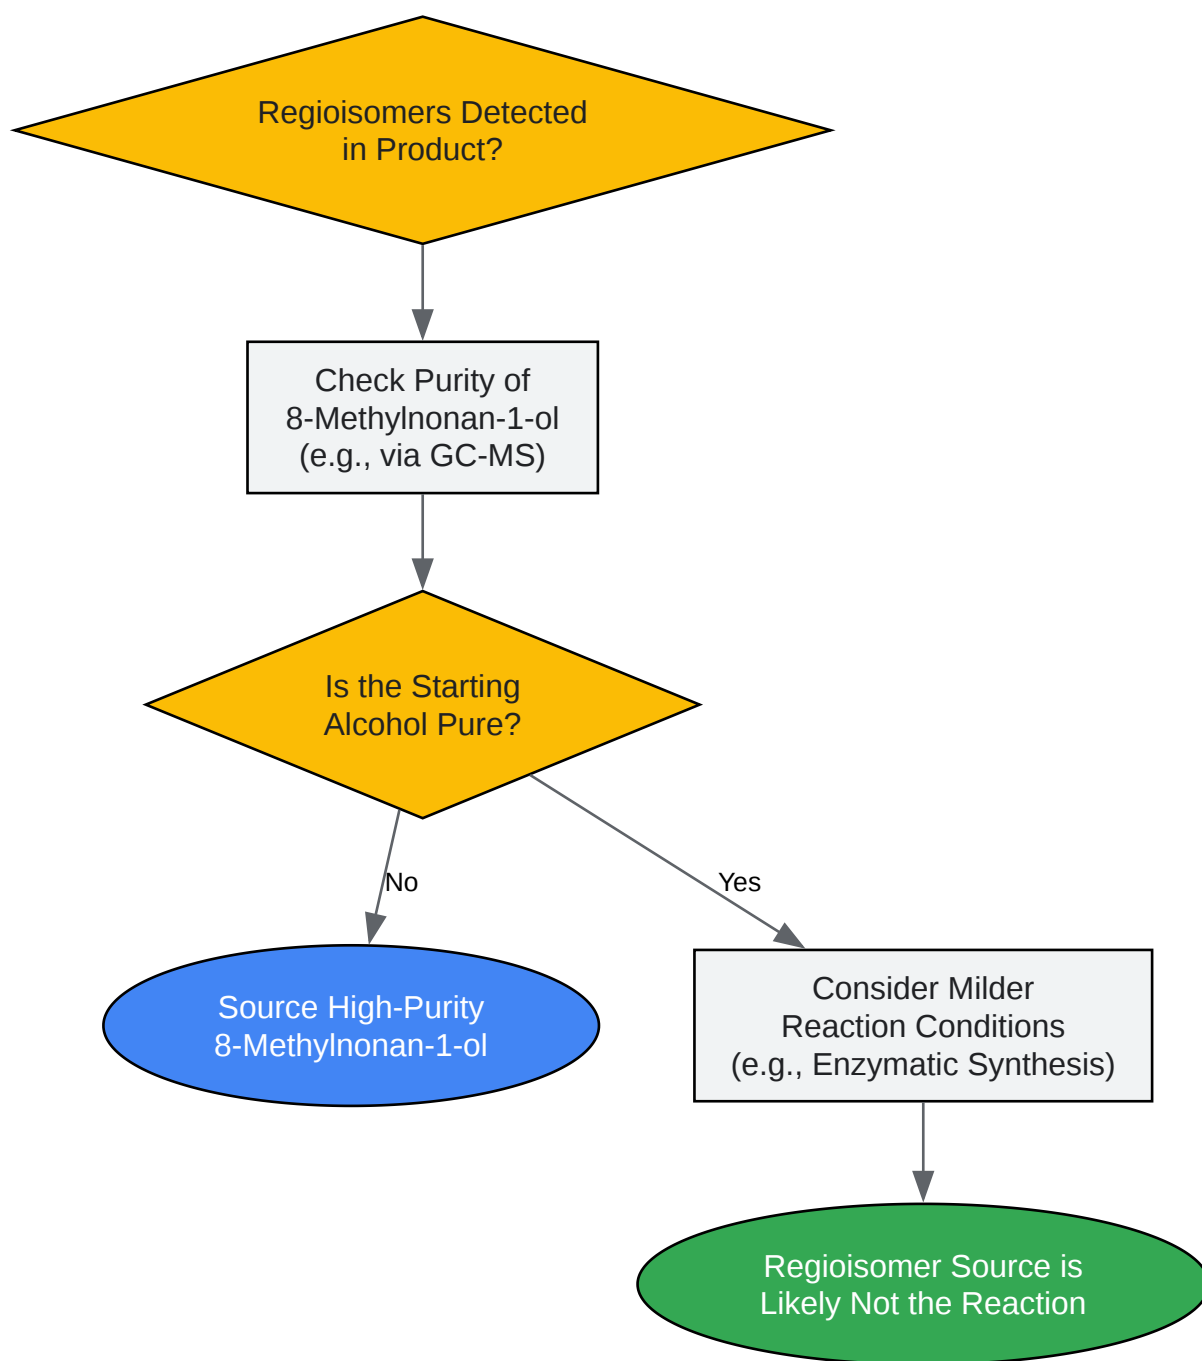 Regioisomers Detected
in Product?
Check Purity of
8-Methylnonan-1-ol
(e.g., via GC-MS)
Is the Starting
Alcohol Pure?
No
Yes
Source High-Purity
8-Methylnonan-1-ol
Consider Milder
Reaction Conditions
(e.g., Enzymatic Synthesis)
Regioisomer Source is
Likely Not the Reaction